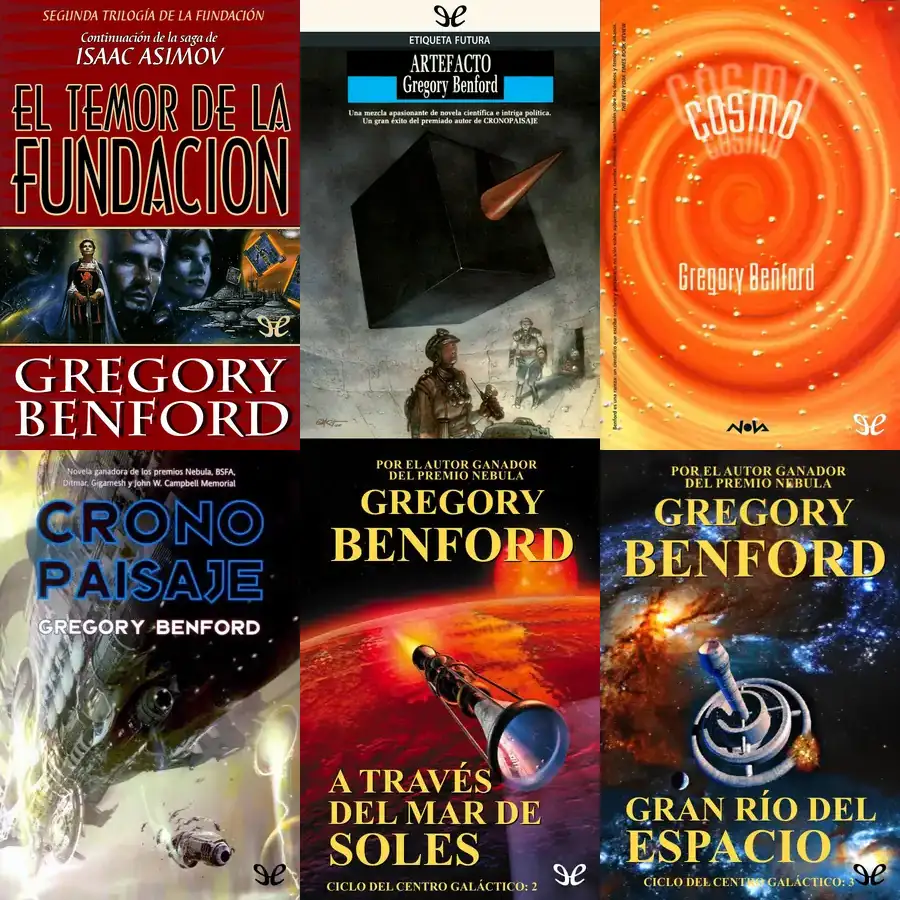 SEGUNDA TRILOGÍA DE LA FUNDACIÓN
Continuación de la saga de
ISAAC ASIMOV
EL TEMOR DE LA
FUNDACION
GREGORY
BENFORD
ETIQUETA FUTURA
ARTEFACTO
Gregory Benford
Una mezcla apasionante de novela científica e intriga política.
Un gran éxito del premiado autor de CRONOPAISAJE
COSMO
COSMO
COSMO
Gregory Benford
NOVA
Novela ganadora de los premios Nebula, BSFA,
Ditmar, Gigamesh y John W. Campbell Memorial
CRONO
PAISAJE
GREGORY BENFORD
POR EL AUTOR GANADOR
DEL PREMIO NEBULA
GREGORY
BENFORD
A TRAVÉS
DEL MAR DE
SOLES
CICLO DEL CENTRO GALÁCTICO: 2
POR EL AUTOR GANADOR
DEL PREMIO NEBULA
GREGORY
BENFORD
GRAN RÍO DEL
ESPACIO
CICLO DEL CENTRO GALÁCTICO: 3